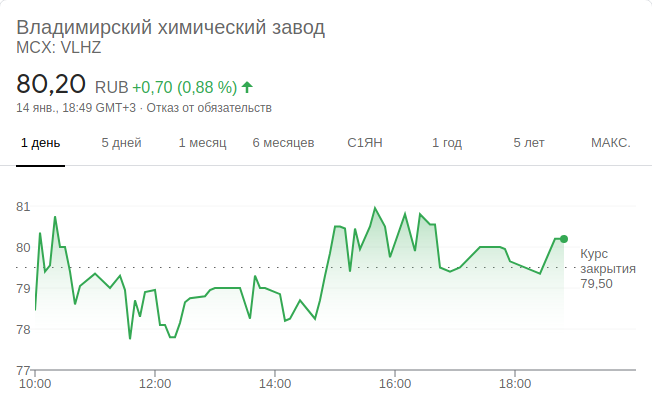 Владимирский химический завод
MCX: VLHZ
80,20 RUB +0,70 (0,88 %)
14 янв., 18:49 GMT+3 · Отказ от обязательств
1 день 5 дней 1 месяц 6 месяцев С1ЯН 1 год 5 лет МАКС.
81
80
79
78
77
Курс
закрытия
79,50
10:00 12:00 14:00 16:00 18:00